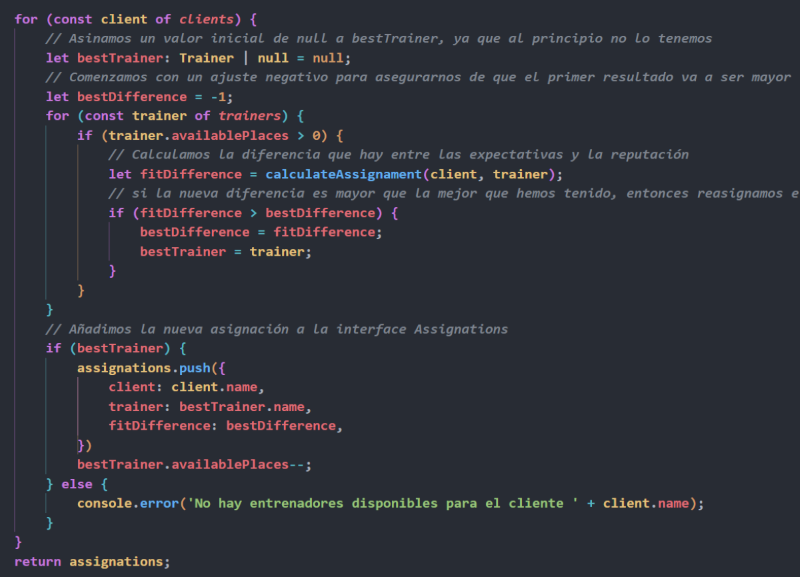 for (const client of clients) {
// Asinamos un valor inicial de null a bestTrainer, ya que al principio no lo tenemos
let bestTrainer: Trainer | null = null;
// Comenzamos con un ajuste negativo para asegurarnos de que el primer resultado va a ser mayor
let bestDifference = -1;
for (const trainer of trainers) {
if (trainer.availablePlaces > 0) {
// Calculamos la diferencia que hay entre las expectativas y la reputación
let fitDifference = calculateAssignament(client, trainer);
// si la nueva diferencia es mayor que la mejor que hemos tenido, entonces reasignamos e
if (fitDifference > bestDifference) {
bestDifference = fitDifference;
bestTrainer = trainer;
}
}
}
// Añadimos la nueva asignación a la interface Assignations
if (bestTrainer) {
assignations.push({
client: client.name,
trainer: bestTrainer.name,
fitDifference: bestDifference,
})
bestTrainer.availablePlaces--;
} else {
console.error('No hay entrenadores disponibles para el cliente ' + client.name);
}
}
return assignations;